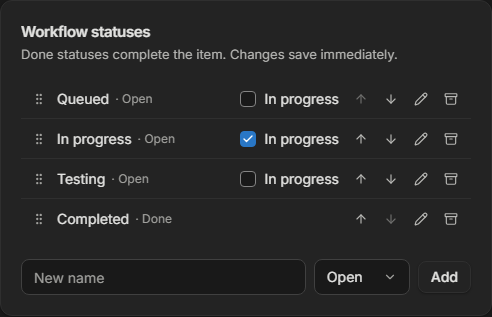 Workflow statuses
Done statuses complete the item. Changes save immediately.
Queued · Open In progress
In progress · Open In progress
Testing · Open In progress
Completed · Done
New name Open Add